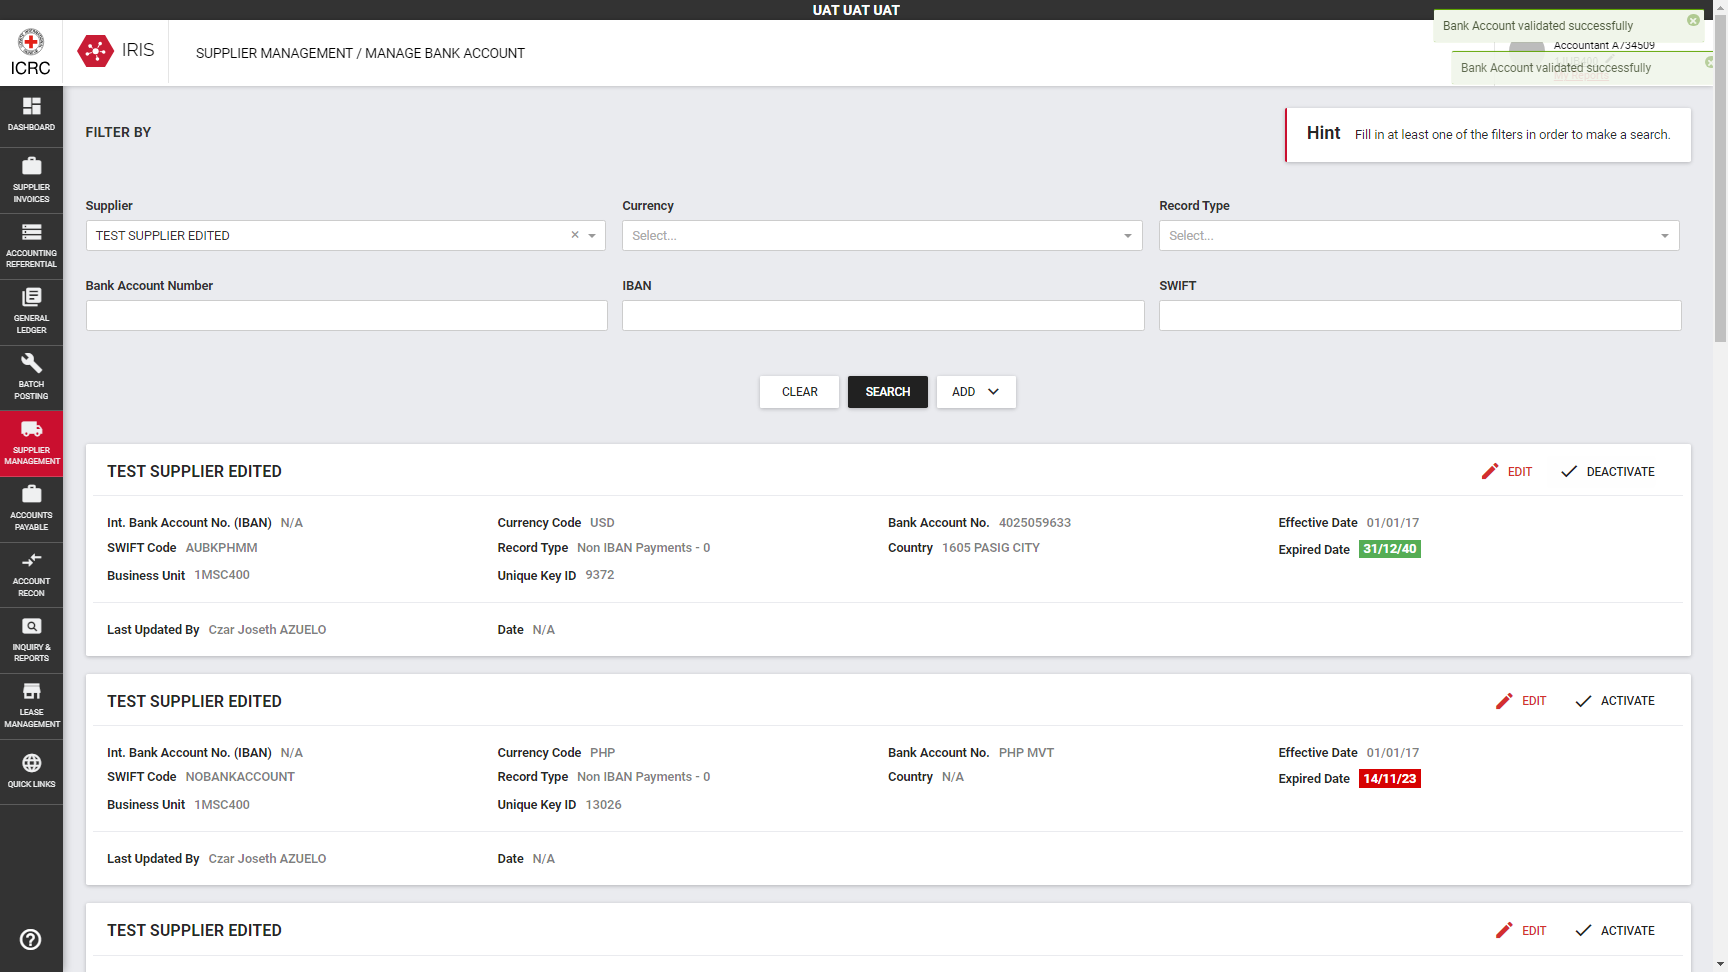 UAT UAT UAT
Bank Account validated successfully
Accountant A734509
Bank Account validated successfully
ICRC
IRIS
SUPPLIER MANAGEMENT / MANAGE BANK ACCOUNT
DASHBOARD
SUPPLIER
INVOICES
ACCOUNTING
REFERENTIAL
GENERAL
LEDGER
BATCH
POSTING
SUPPLIER
MANAGEMENT
ACCOUNTS
PAYABLE
ACCOUNT
RECON
INQUIRY &
REPORTS
LEASE
MANAGEMENT
QUICK LINKS
FILTER BY
Hint Fill in at least one of the filters in order to make a search.
Supplier Currency Record Type
TEST SUPPLIER EDITED Select... Select...
Bank Account Number IBAN SWIFT
CLEAR SEARCH ADD
TEST SUPPLIER EDITED EDIT DEACTIVATE
Int. Bank Account No. (IBAN) N/A Currency Code USD Bank Account No. 4025059633 Effective Date 01/01/17
SWIFT Code AUBKPHMM Record Type Non IBAN Payments - 0 Country 1605 PASIG CITY Expired Date 31/12/40
Business Unit 1MSC400 Unique Key ID 9372
Last Updated By Czar Joseth AZUELO Date N/A
TEST SUPPLIER EDITED EDIT ACTIVATE
Int. Bank Account No. (IBAN) N/A Currency Code PHP Bank Account No. PHP MVT Effective Date 01/01/17
SWIFT Code NOBANKACCOUNT Record Type Non IBAN Payments - 0 Country N/A Expired Date 14/11/23
Business Unit 1MSC400 Unique Key ID 13026
Last Updated By Czar Joseth AZUELO Date N/A
TEST SUPPLIER EDITED EDIT ACTIVATE